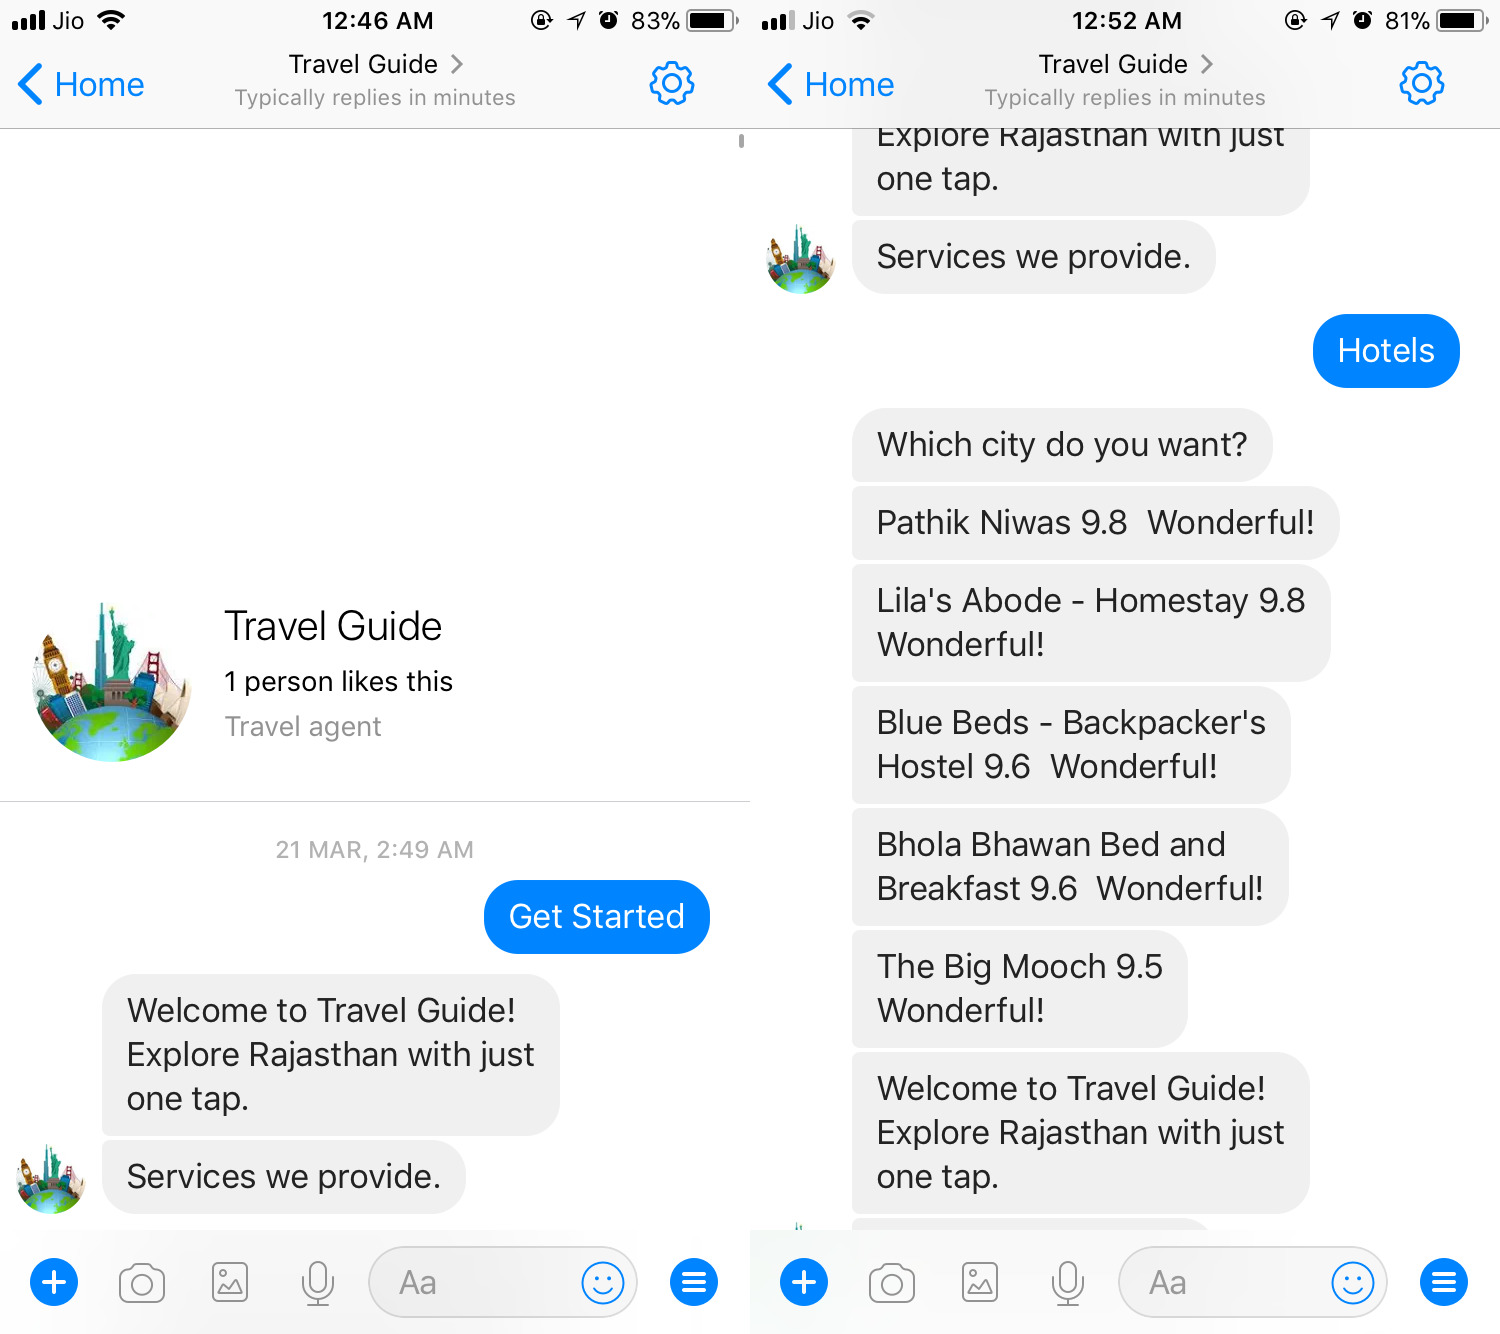 Jio
12:46 AM
83%
Home
Travel Guide
Typically replies in minutes
Travel Guide
1 person likes this
Travel agent
21 MAR, 2:49 AM
Get Started
Welcome to Travel Guide!
Explore Rajasthan with just
one tap.
Services we provide.
Aa
Jio
12:52 AM
81%
Home
Travel Guide
Typically replies in minutes
Explore Rajasthan with just
one tap.
Services we provide.
Hotels
Which city do you want?
Pathik Niwas 9.8  Wonderful!
Lila's Abode - Homestay 9.8
Wonderful!
Blue Beds - Backpacker's
Hostel 9.6  Wonderful!
Bhola Bhawan Bed and
Breakfast 9.6  Wonderful!
The Big Mooch 9.5
Wonderful!
Welcome to Travel Guide!
Explore Rajasthan with just
one tap.
Aa